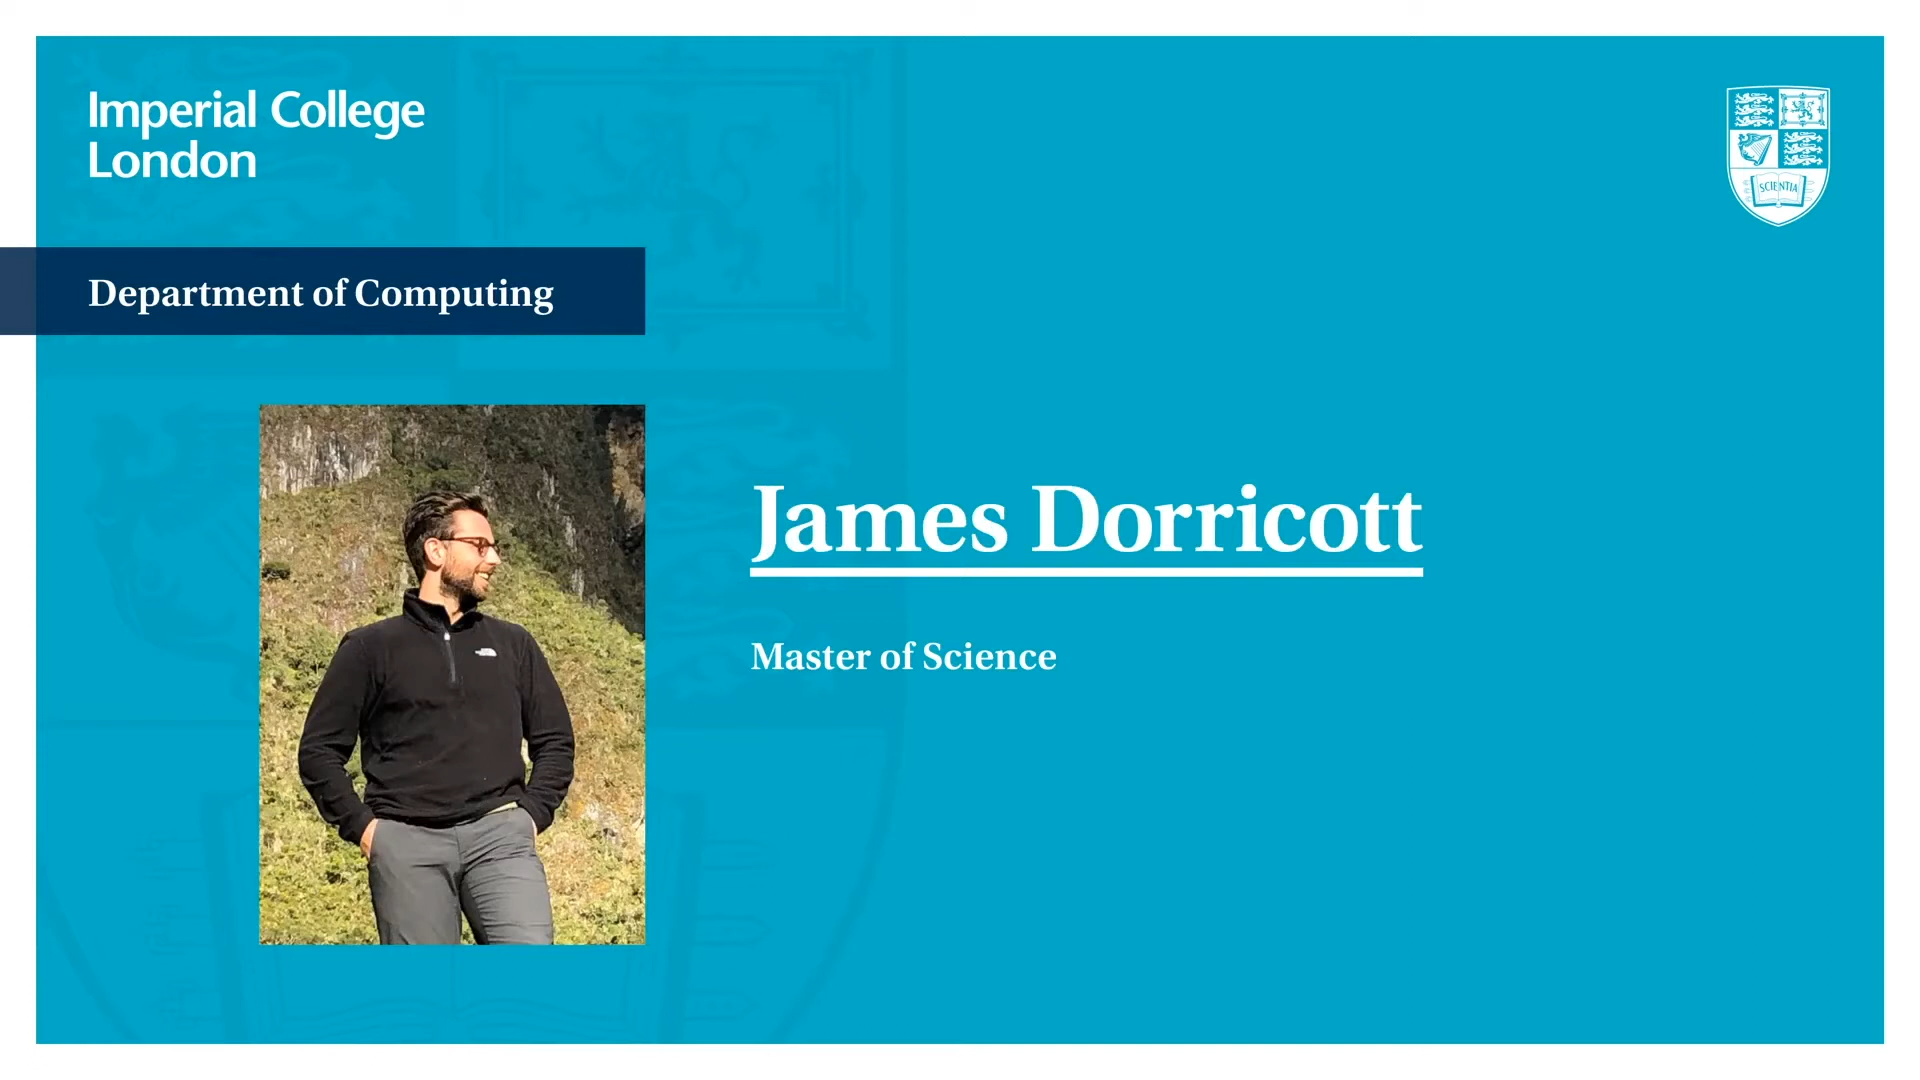 Imperial College
London
SCIENTIA
Department of Computing
James Dorricott
Master of Science